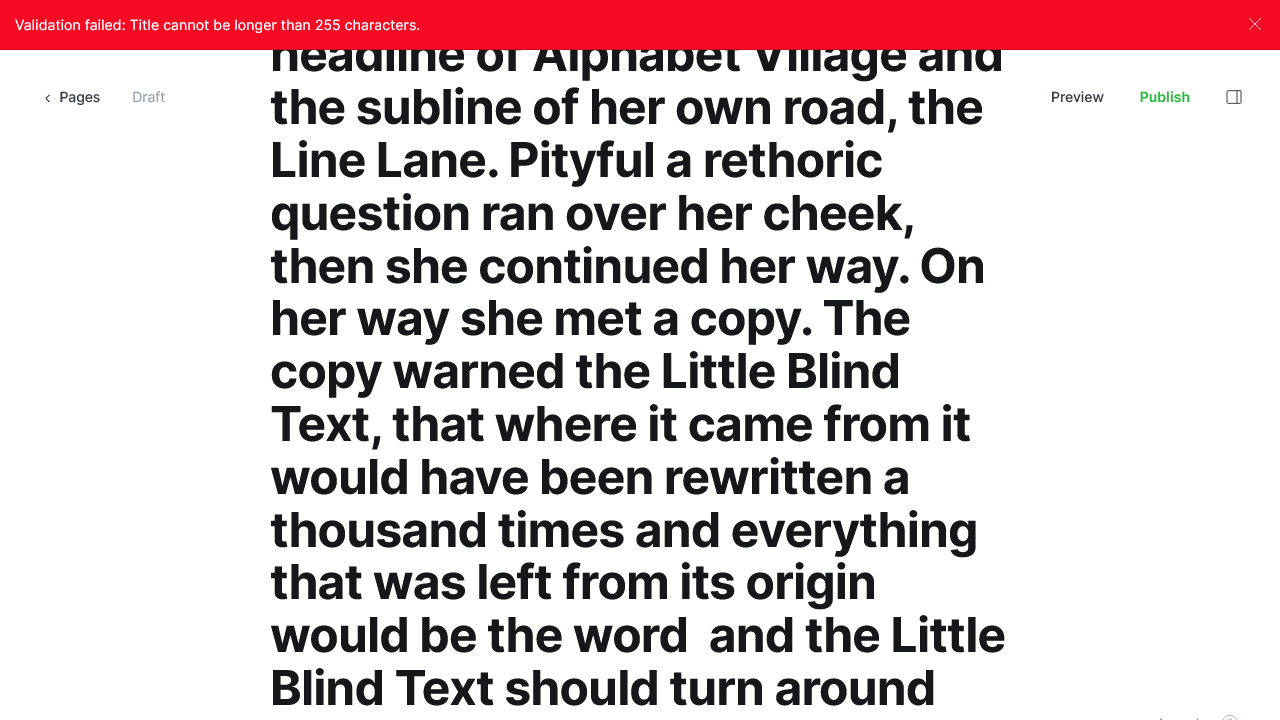 Validation failed: Title cannot be longer than 255 characters.
headline of Alphabet Village and
Pages
Draft
Preview
Publish
the subline of her own road, the
Line Lane. Pityful a rethoric
question ran over her cheek,
then she continued her way. On
her way she met a copy. The
copy warned the Little Blind
Text, that where it came from it
would have been rewritten a
thousand times and everything
that was left from its origin
would be the word  and the Little
Blind Text should turn around